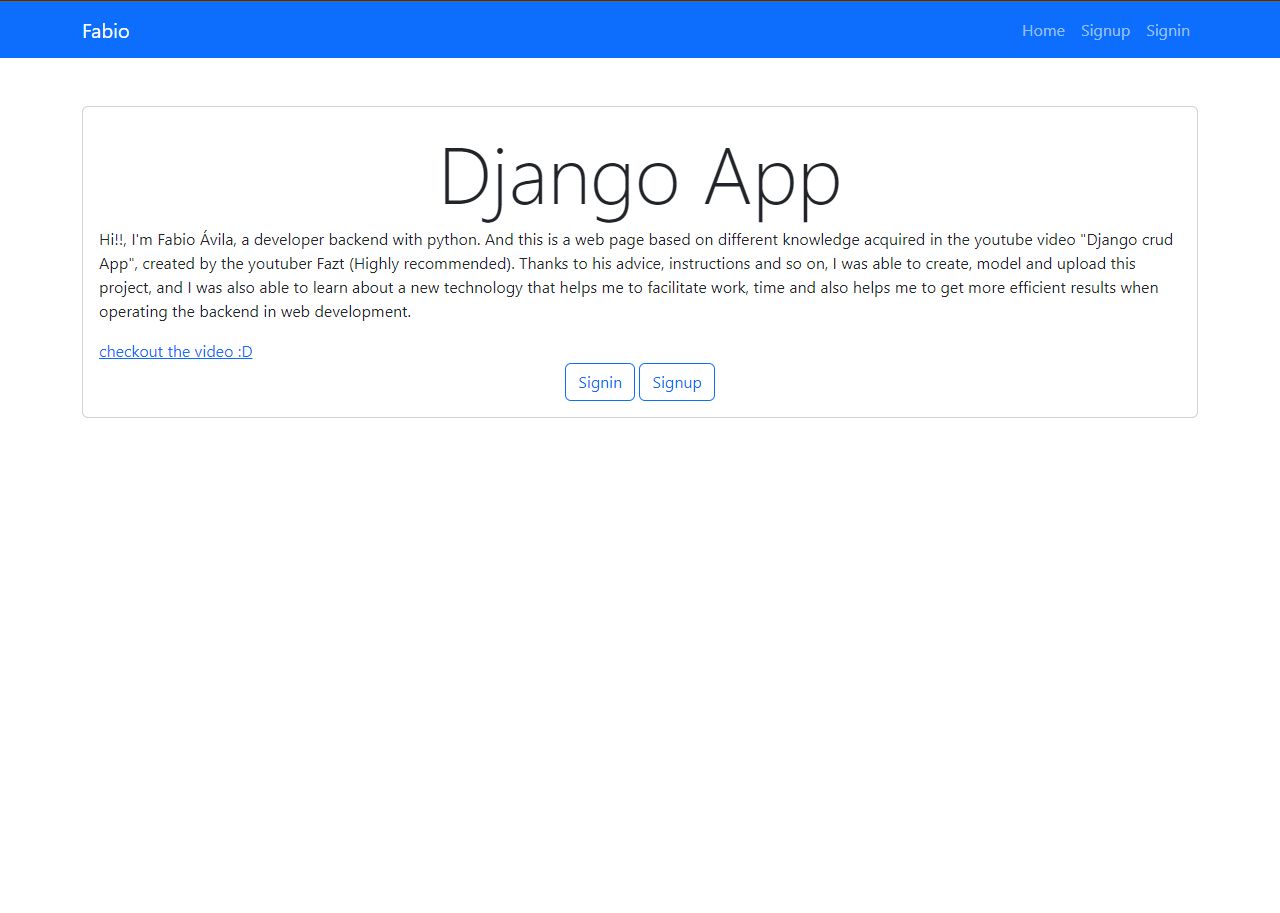 Fabio
Home Signup Signin
Django App
Hi!!, I'm Fabio Ávila, a developer backend with python. And this is a web page based on different knowledge acquired in the youtube video "Django crud
App", created by the youtuber Fazt (Highly recommended). Thanks to his advice, instructions and so on, I was able to create, model and upload this
project, and I was also able to learn about a new technology that helps me to facilitate work, time and also helps me to get more efficient results when
operating the backend in web development.
checkout the video :D
Signin Signup